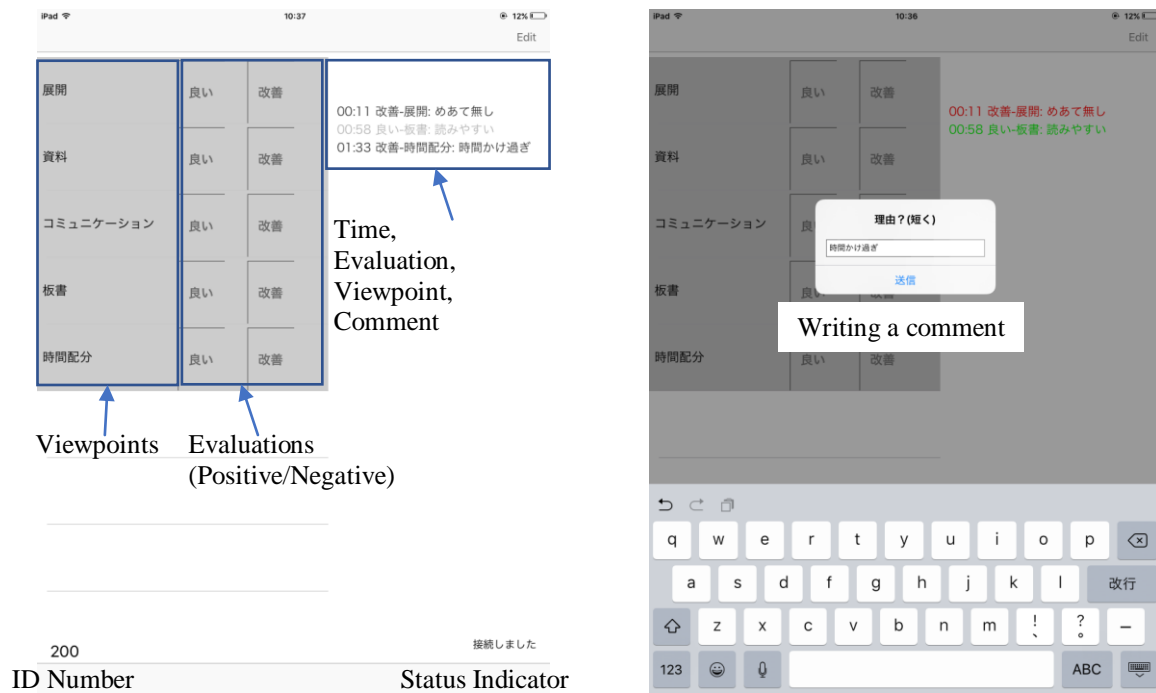 iPad 10:37 12%
Edit
展開 良い 改善
00:11 改善-展開: めあて無し
00:58 良い-板書: 読みやすい
01:33 改善-時間配分: 時間かけ過ぎ
資料 良い 改善
コミュニケーション 良い 改善
板書 良い 改善
時間配分 良い 改善
Time,
Evaluation,
Viewpoint,
Comment
Viewpoints
Evaluations
(Positive/Negative)
200
接続しました
ID Number
Status Indicator
iPad 10:36 12%
Edit
展開 良い 改善
00:11 改善-展開: めあて無し
00:58 良い-板書: 読みやすい
資料 良い 改善
コミュニケーション 良
理由?(短く)
時間かけ過ぎ
送信
板書 良い 改善
Writing a comment
時間配分 良い 改善
q w e r t y u i o p
a s d f g h j k l 改行
z x c v b n m ! 、 ? 。 –
123 ABC